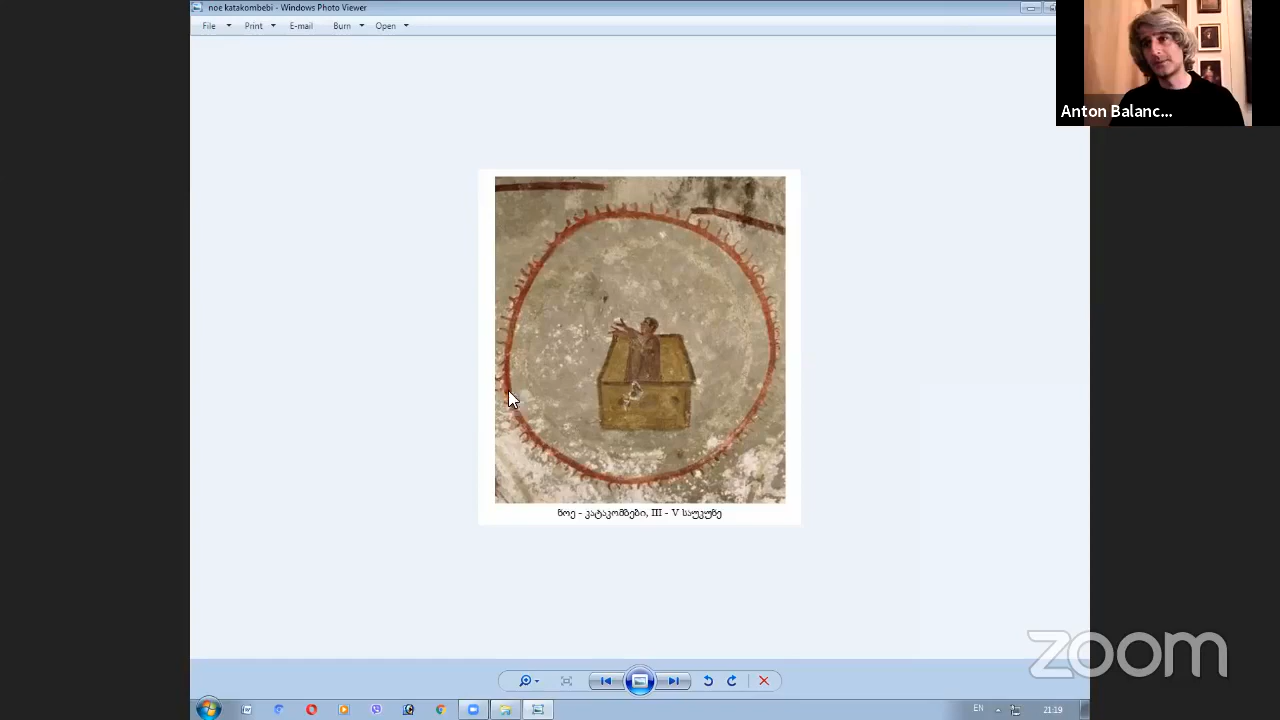 noe katakombebi - Windows Photo Viewer
File Print E-mail Burn Open
Anton Balanc...
ნოე - კატაკომბები, III - V საუკუნე
zoom
EN 21:19